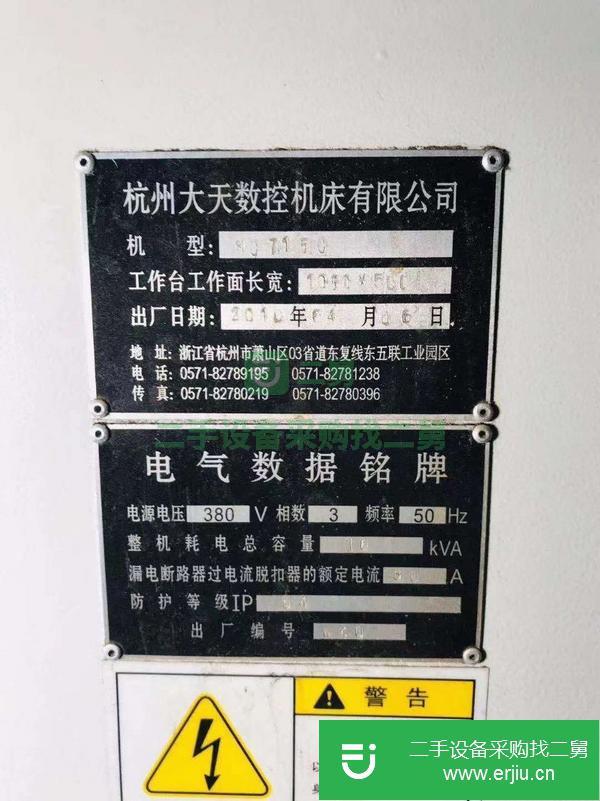 杭州大天数控机床有限公司
机 型:
工作台工作面长宽:
出厂日期: 2010 年 04 月 06 日
地 址: 浙江省杭州市萧山区03省道东复线东五联工业园区
电 话: 0571-82789195 0571-82781238
传 真: 0571-82780219 0571-82780396
二手设备采购找二舅
电气数据铭牌
电源电压 380 V 相数 3 频率 50 Hz
整机耗电总容量 kVA
漏电断路器过电流脱扣器的额定电流 A
防护等级IP
出厂编号
警告
二手设备采购找二舅
www.erjiu.cn